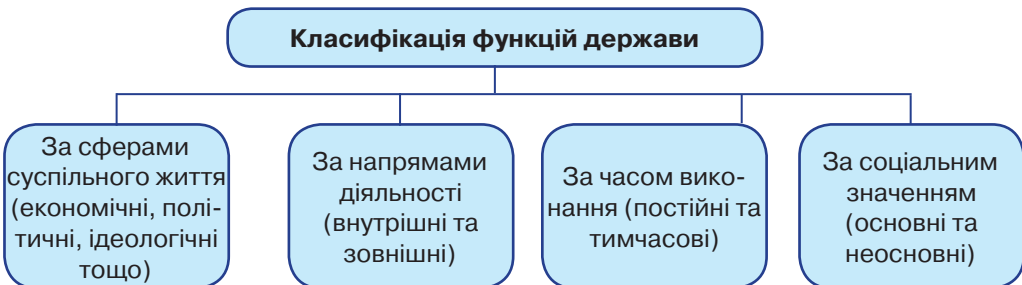 Класифікація функцій держави
За сферами
суспільного життя
(економічні, полі-
тичні, ідеологічні
тощо)
За напрямами
діяльності
(внутрішні та
зовнішні)
За часом вико-
нання (постійні та
тимчасові)
За соціальним
значенням
(основні та
неосновні)